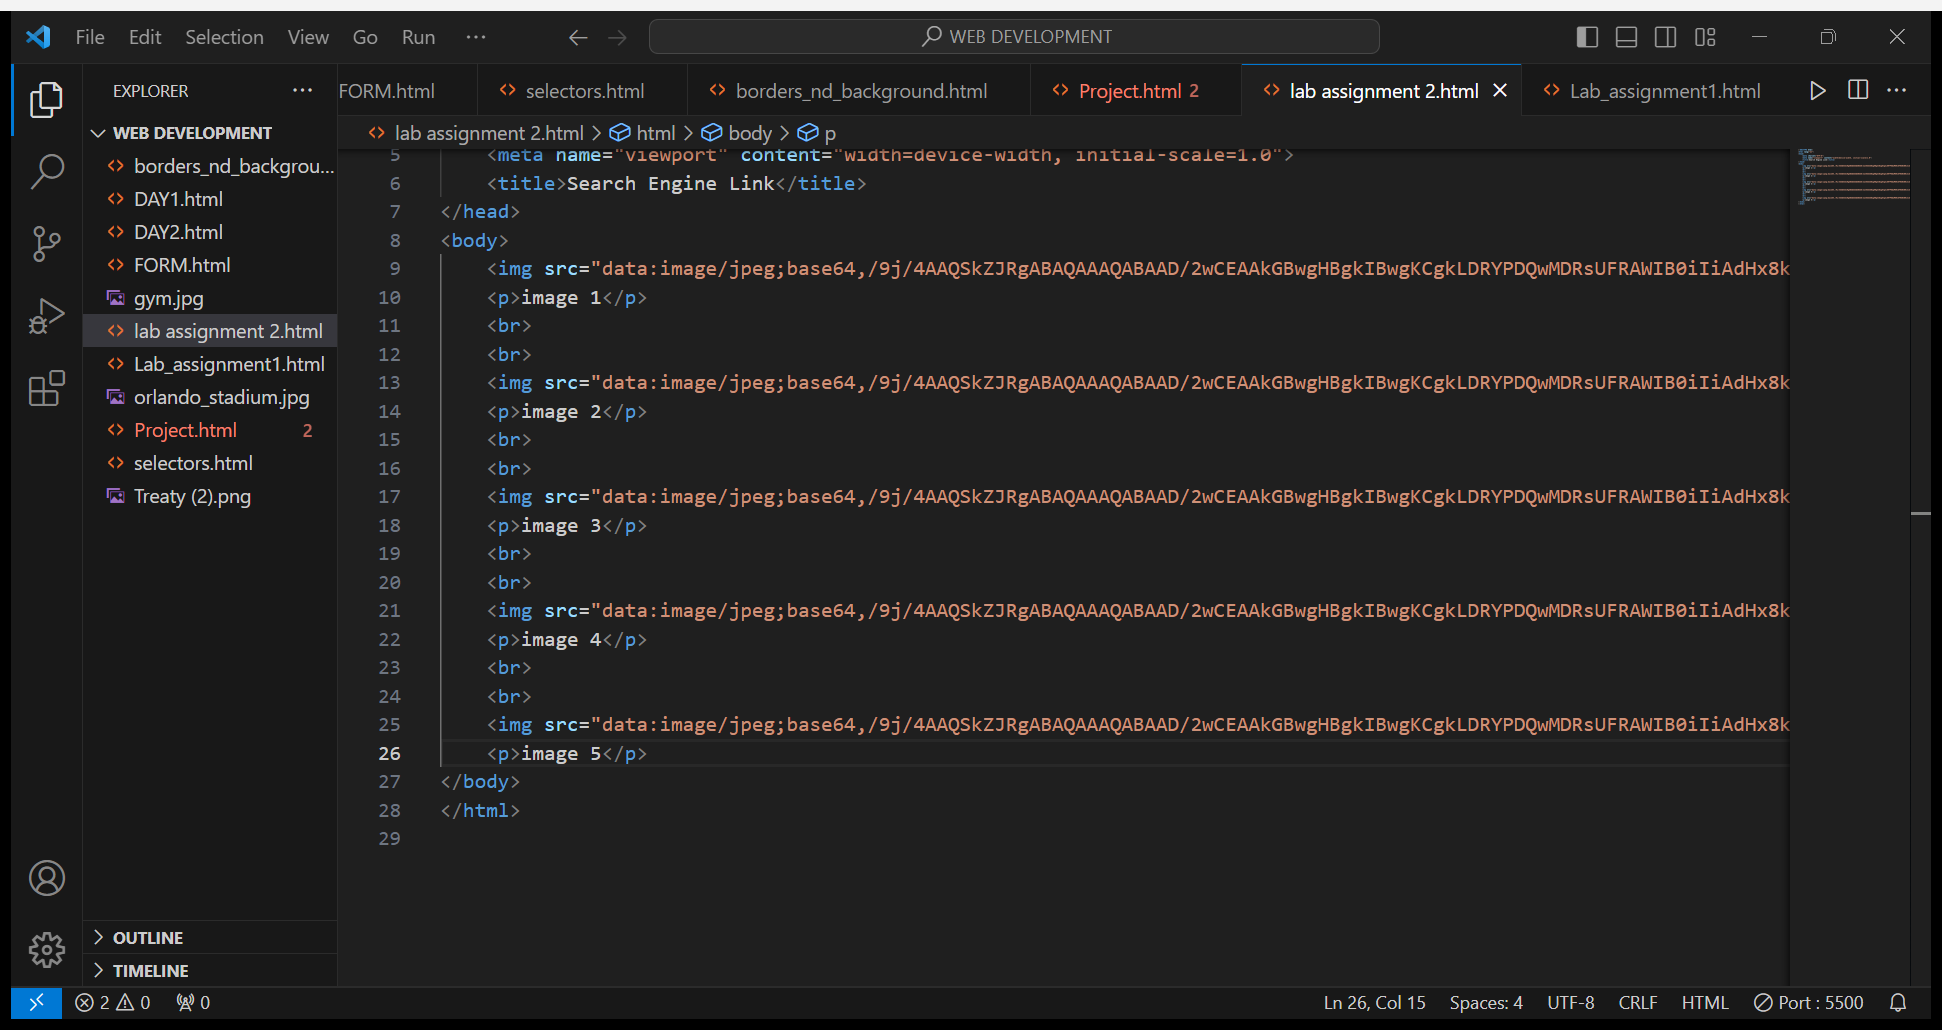 File Edit Selection View Go Run ··· WEB DEVELOPMENT
EXPLORER ···
FORM.html selectors.html borders_nd_background.html Project.html 2 lab assignment 2.html Lab_assignment1.html ···
WEB DEVELOPMENT
borders_nd_backgrou...
DAY1.html
DAY2.html
FORM.html
gym.jpg
lab assignment 2.html
Lab_assignment1.html
orlando_stadium.jpg
Project.html 2
selectors.html
Treaty (2).png
OUTLINE
TIMELINE
lab assignment 2.html > html > body > p
5 <meta name="viewport" content="width=device-width, initial-scale=1.0">
6 <title>Search Engine Link</title>
7 </head>
8 <body>
9 <img src="data:image/jpeg;base64,/9j/4AAQSkZJRgABAQAAAQABAAD/2wCEAAkGBwgHBgkIBwgKCgkLDRYPDQwMDRsUFRAWIB0iIiAdHx8k
10 <p>image 1</p>
11 <br>
12 <br>
13 <img src="data:image/jpeg;base64,/9j/4AAQSkZJRgABAQAAAQABAAD/2wCEAAkGBwgHBgkIBwgKCgkLDRYPDQwMDRsUFRAWIB0iIiAdHx8k
14 <p>image 2</p>
15 <br>
16 <br>
17 <img src="data:image/jpeg;base64,/9j/4AAQSkZJRgABAQAAAQABAAD/2wCEAAkGBwgHBgkIBwgKCgkLDRYPDQwMDRsUFRAWIB0iIiAdHx8k
18 <p>image 3</p>
19 <br>
20 <br>
21 <img src="data:image/jpeg;base64,/9j/4AAQSkZJRgABAQAAAQABAAD/2wCEAAkGBwgHBgkIBwgKCgkLDRYPDQwMDRsUFRAWIB0iIiAdHx8k
22 <p>image 4</p>
23 <br>
24 <br>
25 <img src="data:image/jpeg;base64,/9j/4AAQSkZJRgABAQAAAQABAAD/2wCEAAkGBwgHBgkIBwgKCgkLDRYPDQwMDRsUFRAWIB0iIiAdHx8k
26 <p>image 5</p>
27 </body>
28 </html>
29
2 0 0 Ln 26, Col 15 Spaces: 4 UTF-8 CRLF HTML Port : 5500